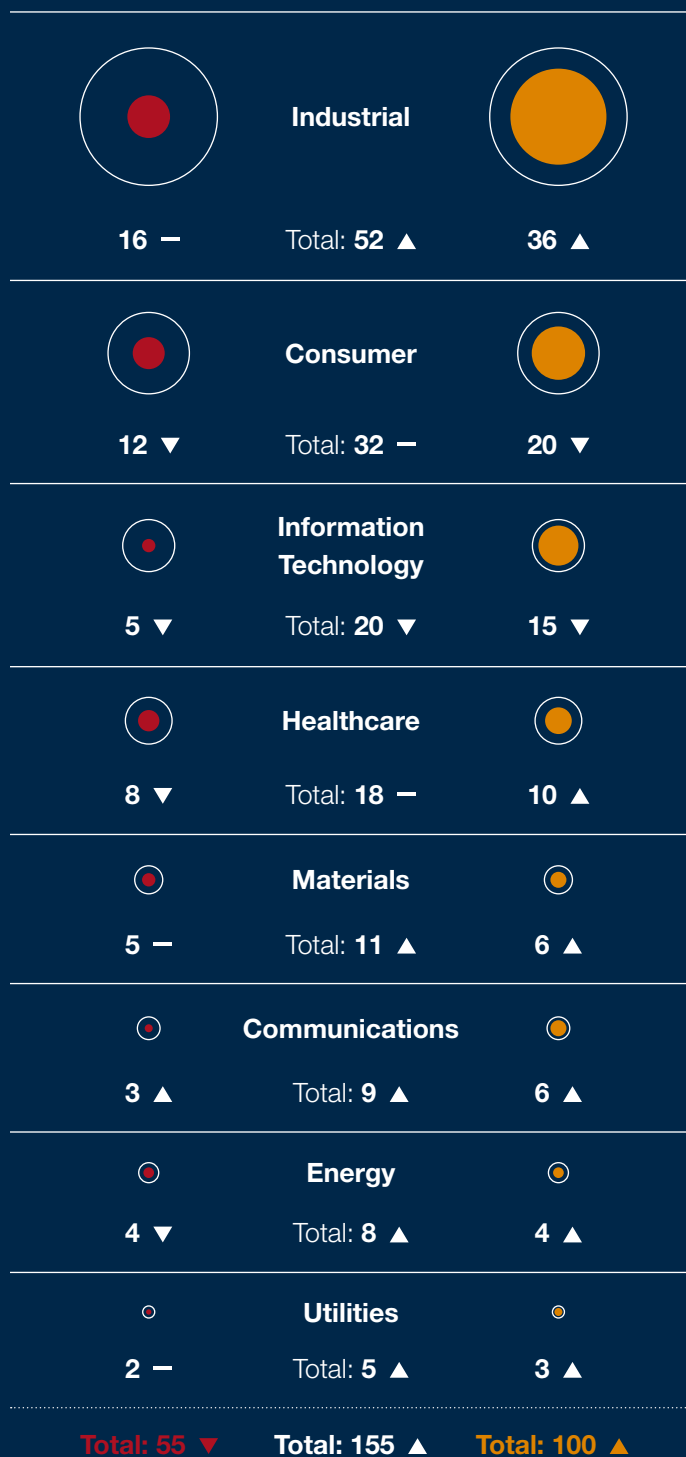 Industrial
16 — Total: 52 ▲ 36 ▲
Consumer
12 ▼ Total: 32 — 20 ▼
Information
Technology
5 ▼ Total: 20 ▼ 15 ▼
Healthcare
8 ▼ Total: 18 — 10 ▲
Materials
5 — Total: 11 ▲ 6 ▲
Communications
3 ▲ Total: 9 ▲ 6 ▲
Energy
4 ▼ Total: 8 ▲ 4 ▲
Utilities
2 — Total: 5 ▲ 3 ▲
Total: 55 ▼ Total: 155 ▲ Total: 100 ▲